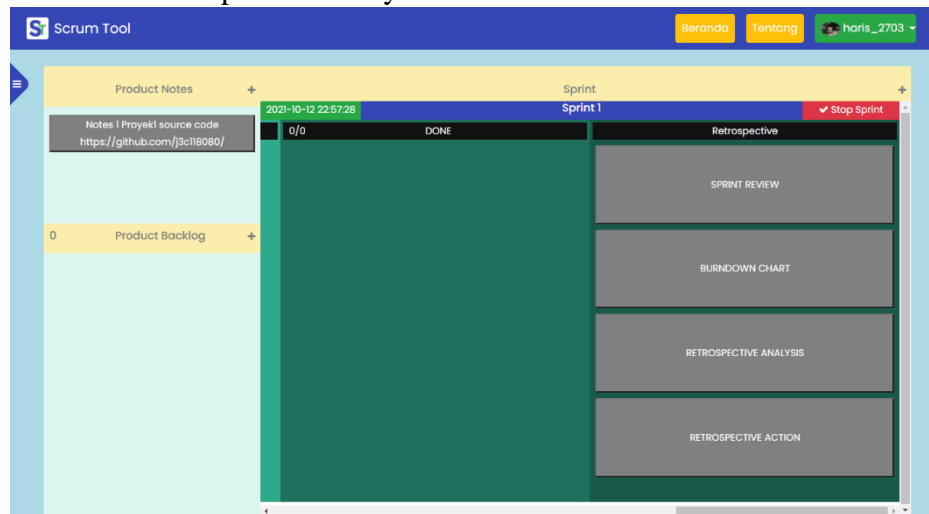 Scrum Tool
Beranda
Tentang
haris_2703
Product Notes +
Sprint +
2021-10-12 22:57:28
Sprint 1
Stop Sprint
Notes 1 Proyek1 source code
https://github.com/j3c118080/
0/0 DONE
Retrospective
SPRINT REVIEW
0 Product Backlog +
BURNDOWN CHART
RETROSPECTIVE ANALYSIS
RETROSPECTIVE ACTION